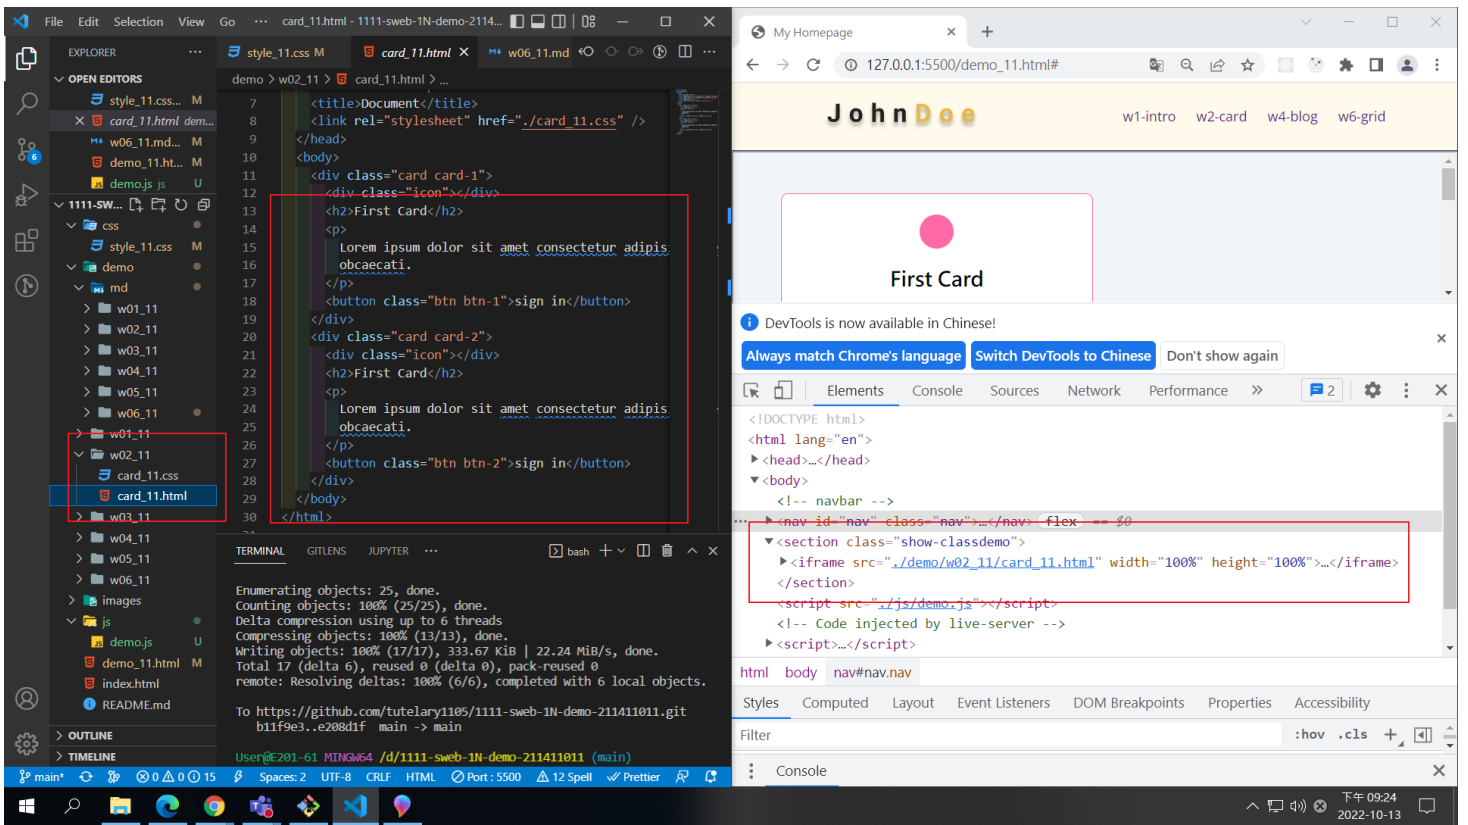 File Edit Selection View Go ··· card_11.html - 1111-sweb-1N-demo-2114...
EXPLORER ···
OPEN EDITORS
style_11.css... M
card_11.html dem...
w06_11.md... M
demo_11.ht... M
demo.js js U
1111-SW...
css
style_11.css M
demo
md
w01_11
w02_11
w03_11
w04_11
w05_11
w06_11
w01_11
w02_11
card_11.css
card_11.html
w03_11
w04_11
w05_11
w06_11
images
js
demo.js U
demo_11.html M
index.html
README.md
OUTLINE
TIMELINE
6
style_11.css M card_11.html w06_11.md
demo > w02_11 > card_11.html > ...
7 <title>Document</title>
8 <link rel="stylesheet" href="./card_11.css" />
9 </head>
10 <body>
11 <div class="card card-1">
12 <div class="icon"></div>
13 <h2>First Card</h2>
14 <p>
15 Lorem ipsum dolor sit amet consectetur adipis
16 obcaecati.
17 </p>
18 <button class="btn btn-1">sign in</button>
19 </div>
20 <div class="card card-2">
21 <div class="icon"></div>
22 <h2>First Card</h2>
23 <p>
24 Lorem ipsum dolor sit amet consectetur adipis
25 obcaecati.
26 </p>
27 <button class="btn btn-2">sign in</button>
28 </div>
29 </body>
30 </html>
TERMINAL GITLENS JUPYTER ··· bash
Enumerating objects: 25, done.
Counting objects: 100% (25/25), done.
Delta compression using up to 6 threads
Compressing objects: 100% (13/13), done.
Writing objects: 100% (17/17), 333.67 KiB | 22.24 MiB/s, done.
Total 17 (delta 6), reused 0 (delta 0), pack-reused 0
remote: Resolving deltas: 100% (6/6), completed with 6 local objects.
To https://github.com/tutelary1105/1111-sweb-1N-demo-211411011.git
b11f9e3..e208d1f main -> main
User@E201-61 MINGW64 /d/1111-sweb-1N-demo-211411011 (main)
main* 0 0 15 Spaces: 2 UTF-8 CRLF HTML Port : 5500 12 Spell Prettier
My Homepage
127.0.0.1:5500/demo_11.html#
JohnDoe w1-intro w2-card w4-blog w6-grid
First Card
DevTools is now available in Chinese!
Always match Chrome's language Switch DevTools to Chinese Don't show again
Elements Console Sources Network Performance 2
<!DOCTYPE html>
<html lang="en">
<head>…</head>
<body>
<!-- navbar -->
<nav id="nav" class="nav">…</nav> flex == $0
<section class="show-classdemo">
<iframe src="./demo/w02_11/card_11.html" width="100%" height="100%">…</iframe>
</section>
<script src="./js/demo.js"></script>
<!-- Code injected by live-server -->
<script>…</script>
html body nav#nav.nav
Styles Computed Layout Event Listeners DOM Breakpoints Properties Accessibility
Filter :hov .cls
Console
下午 09:24
2022-10-13